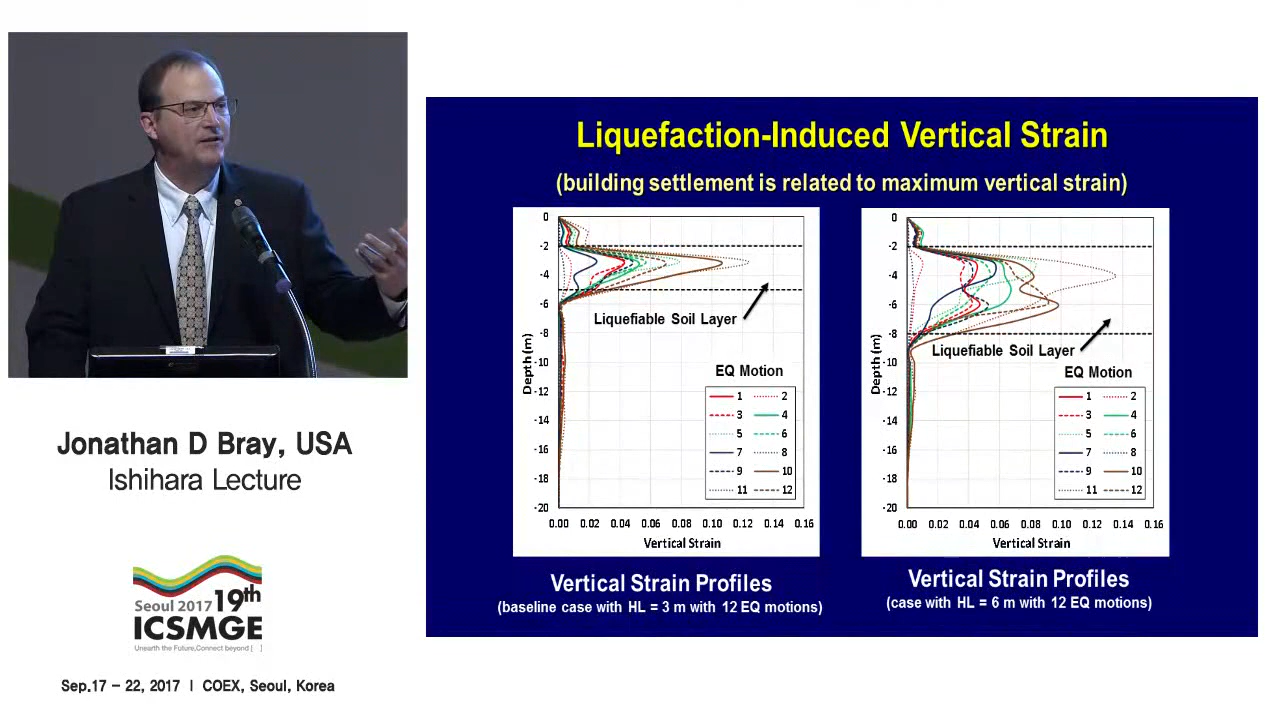 Liquefaction-Induced Vertical Strain
(building settlement is related to maximum vertical strain)
0
-2
-4
-6
-8
-10
-12
-14
-16
-18
-20
Depth (m)
Liquefiable Soil Layer
EQ Motion
1 2
3 4
5 6
7 8
9 10
11 12
0.00 0.02 0.04 0.06 0.08 0.10 0.12 0.14 0.16
Vertical Strain
Vertical Strain Profiles
(baseline case with HL = 3 m with 12 EQ motions)
0
-2
-4
-6
-8
-10
-12
-14
-16
-18
-20
Depth (m)
Liquefiable Soil Layer
EQ Motion
1 2
3 4
5 6
7 8
9 10
11 12
0.00 0.02 0.04 0.06 0.08 0.10 0.12 0.14 0.16
Vertical Strain
Vertical Strain Profiles
(case with HL = 6 m with 12 EQ motions)
Jonathan D Bray, USA
Ishihara Lecture
Seoul 2017 19th
ICSMGE
Unearth the Future, Connect beyond [ ]
Sep.17 – 22, 2017 I COEX, Seoul, Korea